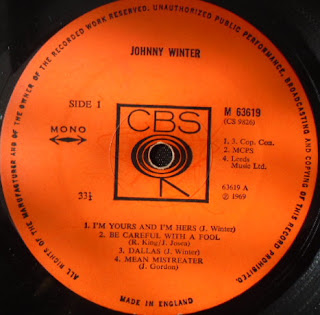 ALL RIGHTS OF THE MANUFACTURER AND OF THE OWNER OF THE RECORDED WORK RESERVED. UNAUTHORIZED PUBLIC PERFORMANCE, BROADCASTING AND COPYING OF THIS RECORD PROHIBITED.
JOHNNY WINTER
SIDE 1
M 63619
(CS 9826)
MONO
CBS
1, 3. Cop. Con.
2. MCPS
4. Leeds
Music Ltd.
33⅓
63619 A
℗ 1969
1. I'M YOURS AND I'M HERS (J. Winter)
2. BE CAREFUL WITH A FOOL
(R. King/J. Josea)
3. DALLAS (J. Winter)
4. MEAN MISTREATER
(J. Gordon)
MADE IN ENGLAND